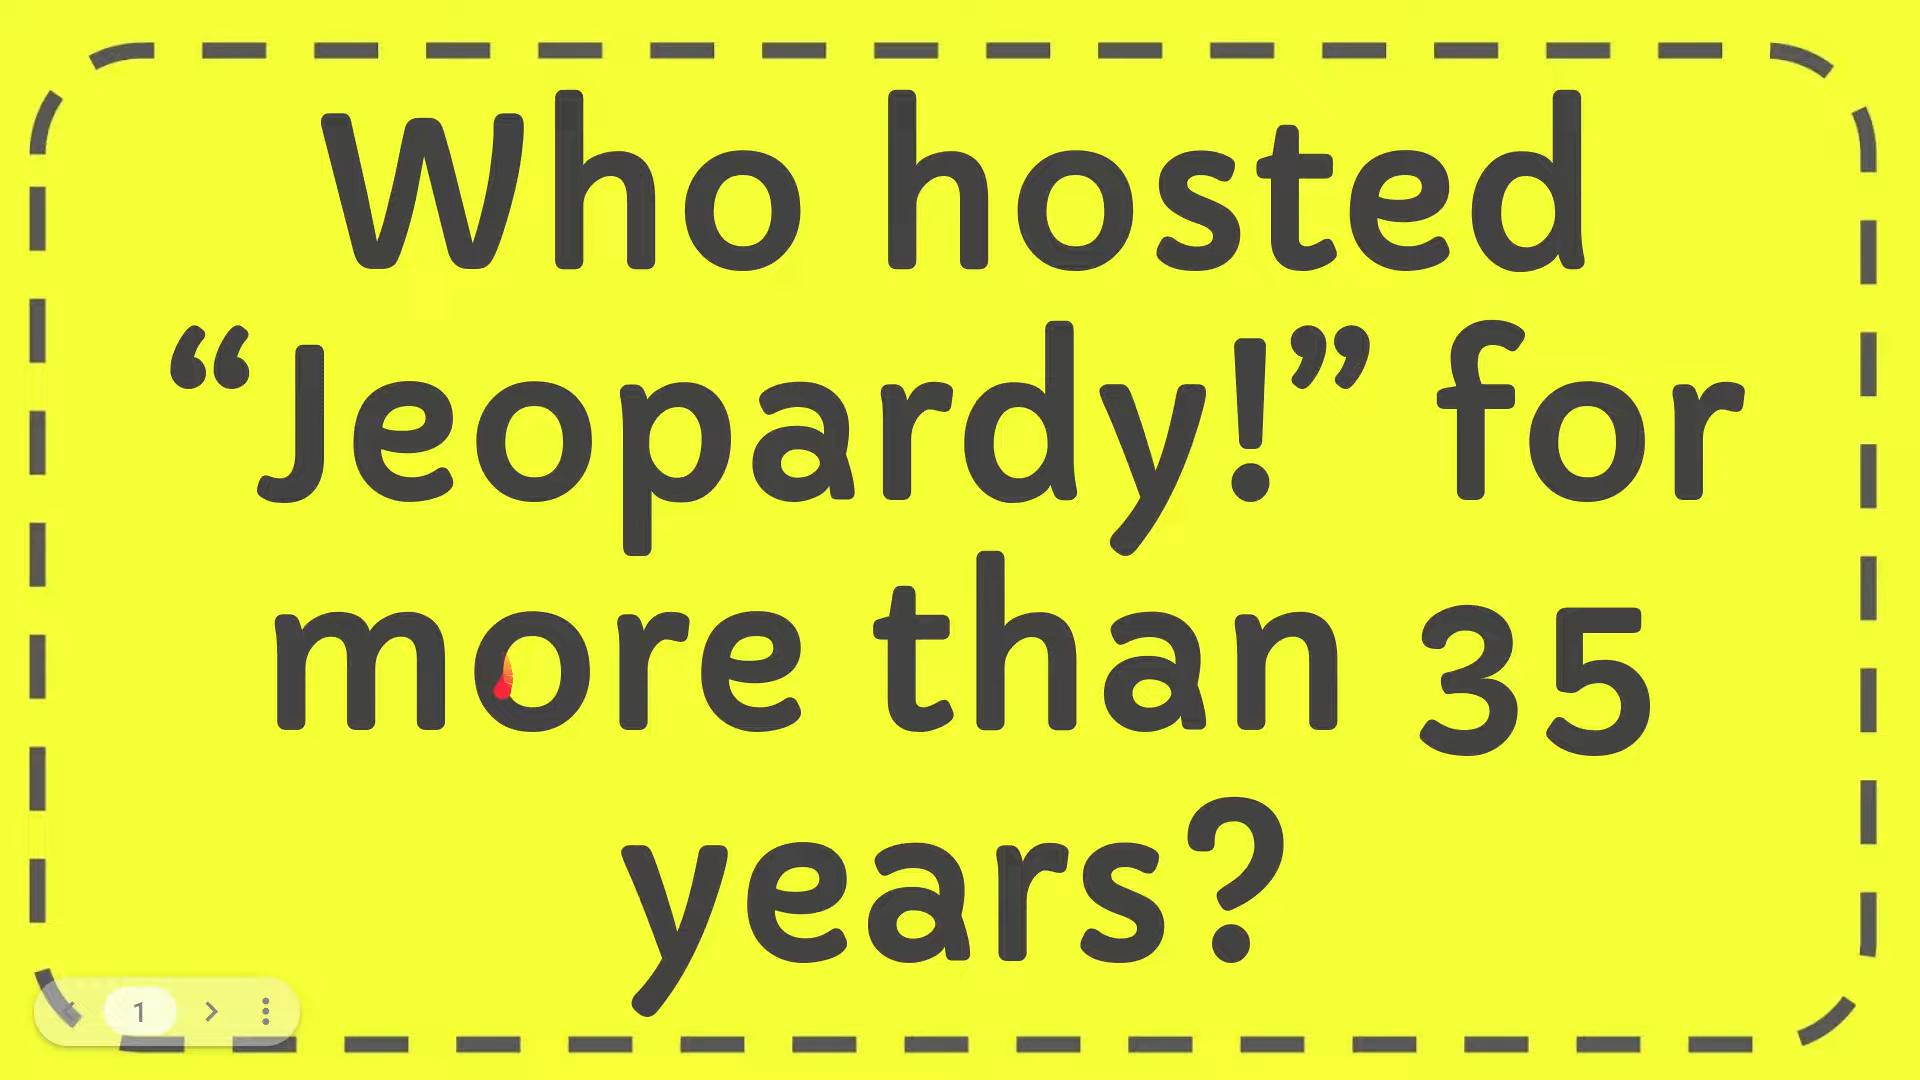 Who hosted
“Jeopardy!” for
more than 35
years?
1